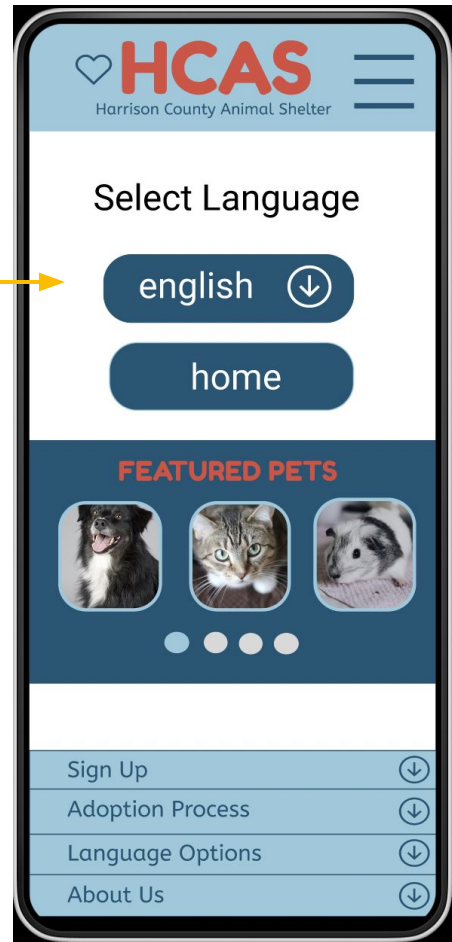 HCAS
Harrison County Animal Shelter
Select Language
english
home
FEATURED PETS
Sign Up
Adoption Process
Language Options
About Us